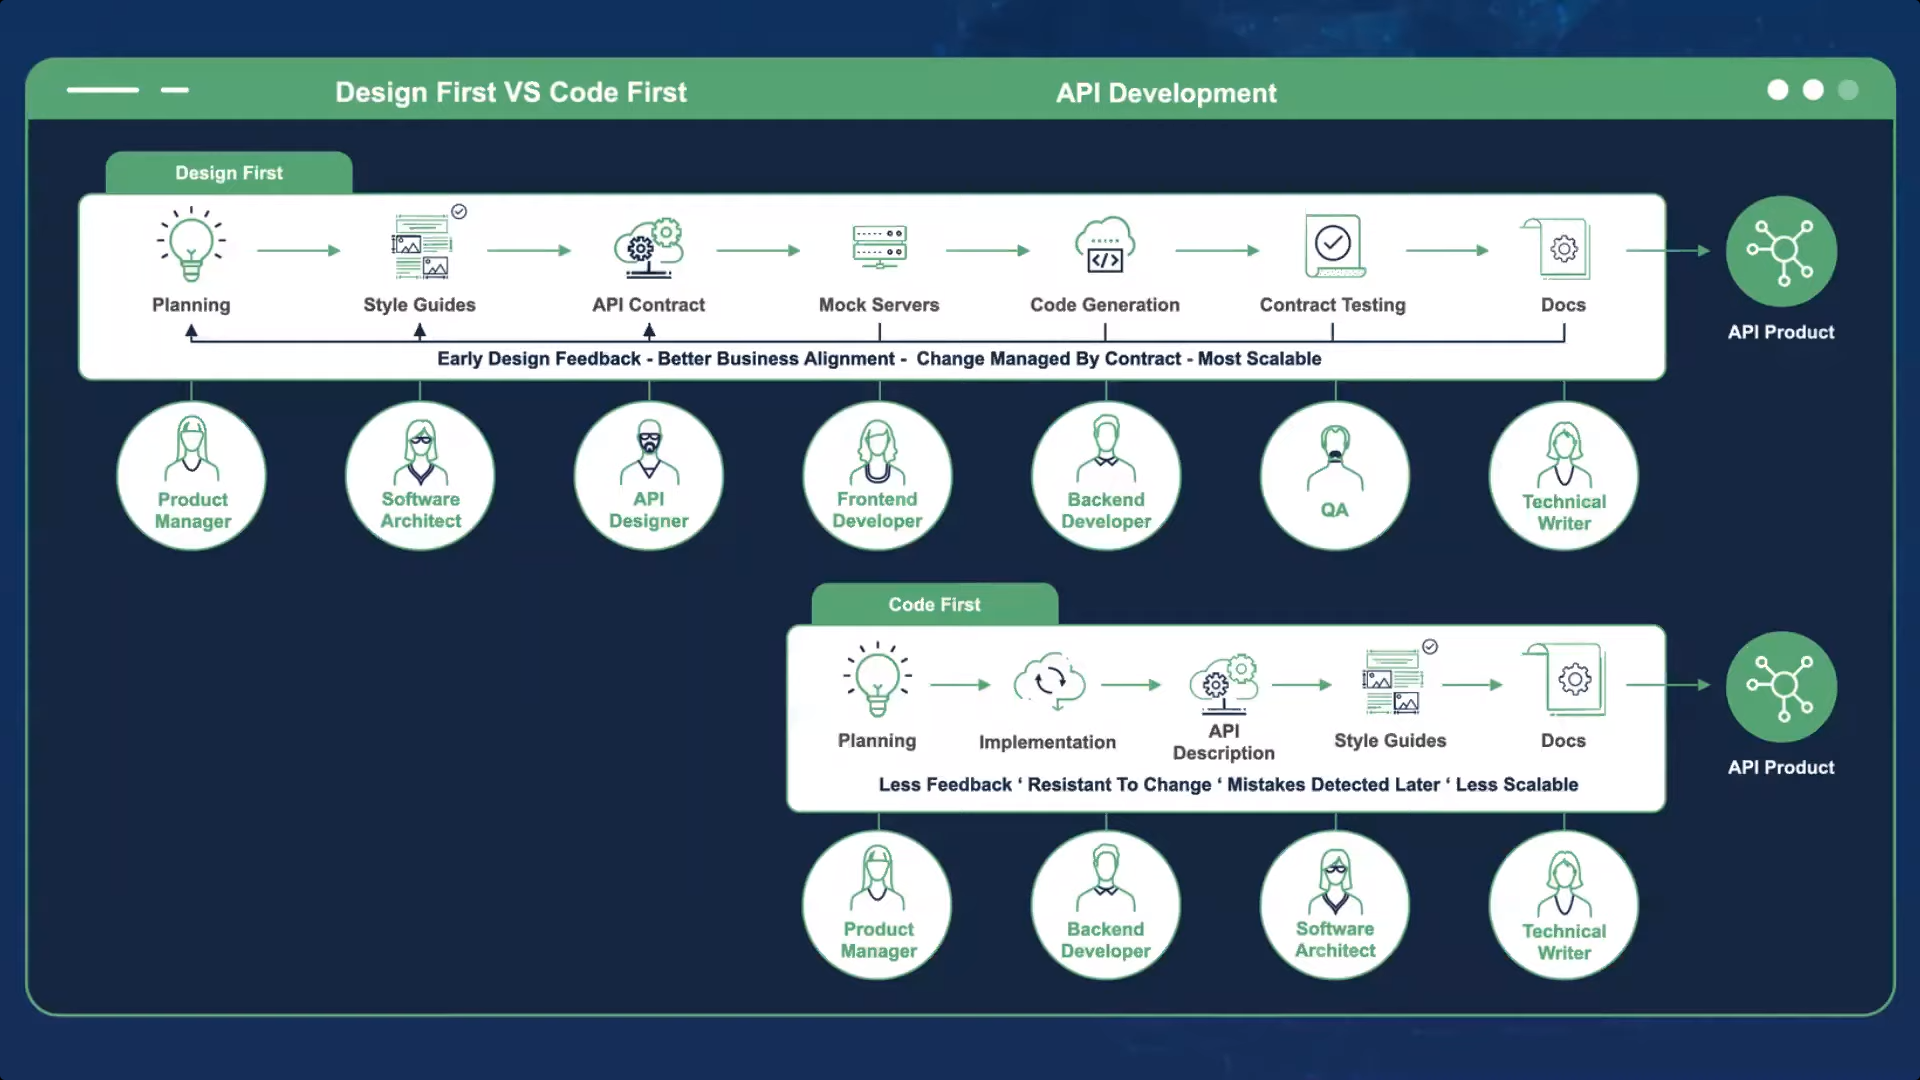 Design First VS Code First
API Development
Design First
Planning
Style Guides
API Contract
Mock Servers
Code Generation
Contract Testing
Docs
API Product
Early Design Feedback - Better Business Alignment -  Change Managed By Contract - Most Scalable
Product
Manager
Software
Architect
API
Designer
Frontend
Developer
Backend
Developer
QA
Technical
Writer
Code First
Planning
Implementation
API
Description
Style Guides
Docs
API Product
Less Feedback ‘ Resistant To Change ‘ Mistakes Detected Later ‘ Less Scalable
Product
Manager
Backend
Developer
Software
Architect
Technical
Writer